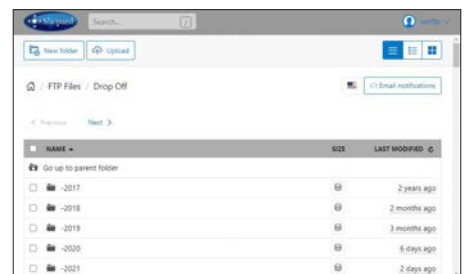 Shepard
Search...
New folder
Upload
/ FTP Files / Drop Off
Email notifications
< Previous
Next >
NAME
SIZE
LAST MODIFIED
Go up to parent folder
-2017
2 years ago
-2018
2 months ago
-2019
3 months ago
-2020
6 days ago
-2021
2 days ago